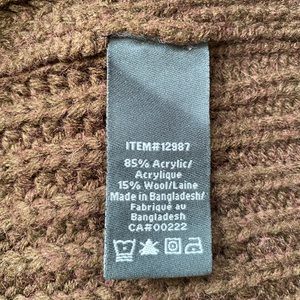 ITEM#12987
85% Acrylic/
Acrylique
15% Wool/Laine
Made in Bangladesh/
Fabriqué au
Bangladesh
CA#00222